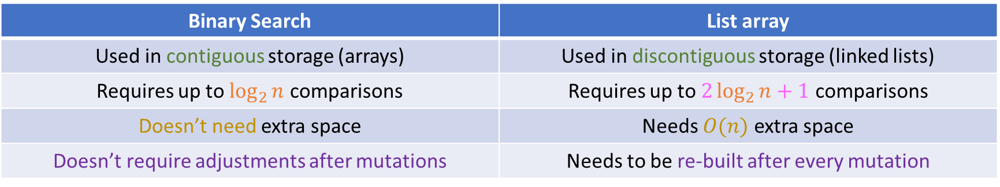 Binary Search List array
Used in contiguous storage (arrays) Used in discontiguous storage (linked lists)
Requires up to log₂ n comparisons Requires up to 2 log₂ n + 1 comparisons
Doesn’t need extra space Needs O(n) extra space
Doesn’t require adjustments after mutations Needs to be re-built after every mutation